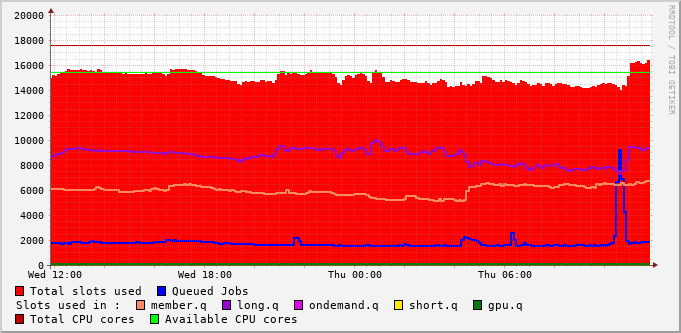 RRDTOOL / TOBI OETIKER
20000
18000
16000
14000
12000
10000
8000
6000
4000
2000
0
Wed 12:00 Wed 18:00 Thu 00:00 Thu 06:00
Total slots used Queued Jobs
Slots used in : member.q long.q ondemand.q short.q gpu.q
Total CPU cores Available CPU cores